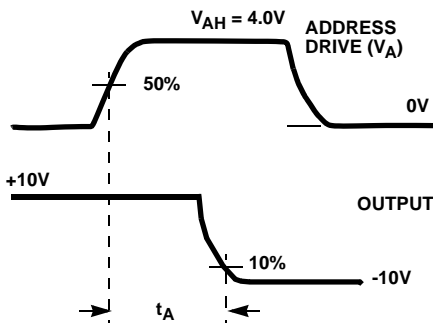 V_AH = 4.0V
ADDRESS
DRIVE (V_A)
50%
0V
+10V
OUTPUT
10%
-10V
t_A